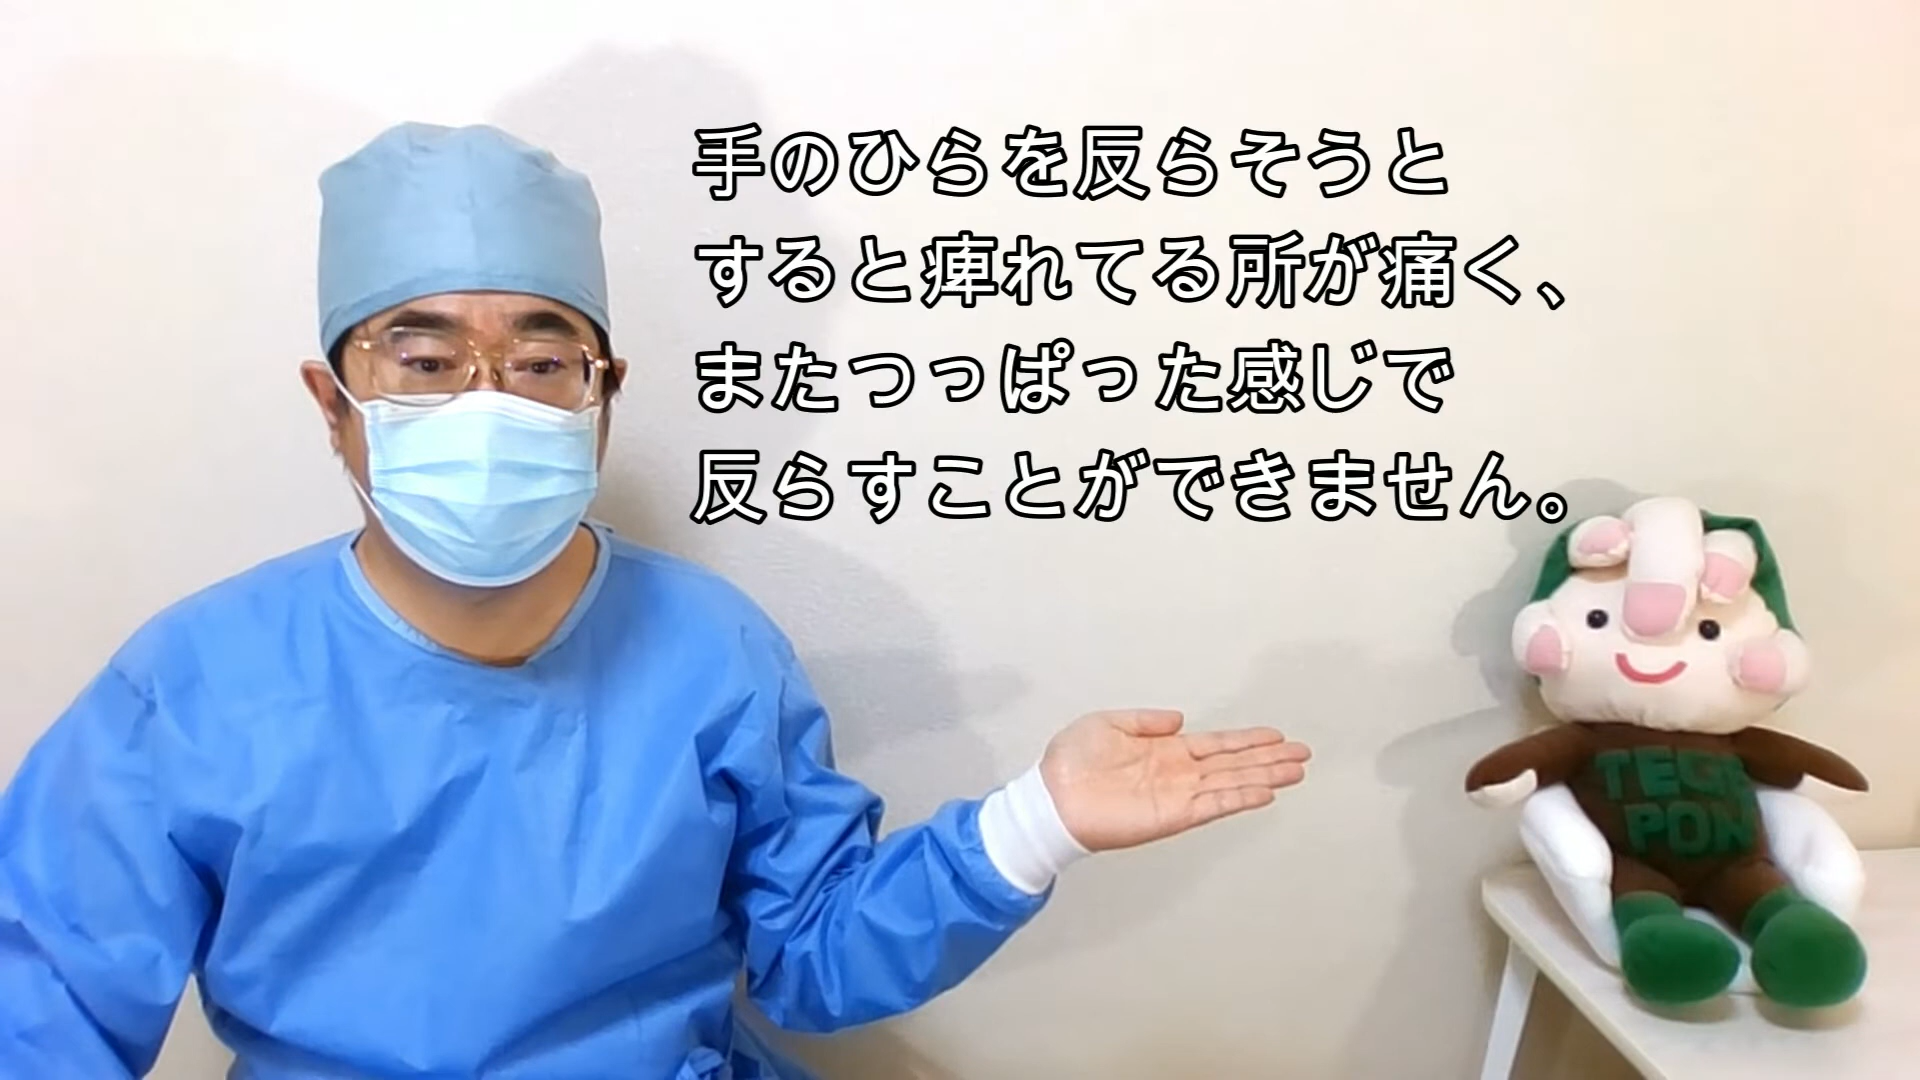 手のひらを反らそうと
すると痺れてる所が痛く、
またつっぱった感じで
反らすことができません。
PON